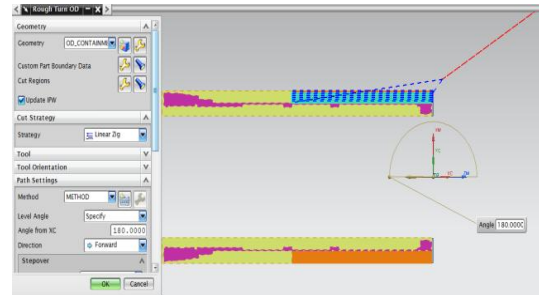 Rough Turn OD
Geometry
Geometry OD_CONTAINME
Custom Part Boundary Data
Cut Regions
Update IPW
Cut Strategy
Strategy Linear Zig
Tool
Tool Orientation
Path Settings
Method METHOD
Level Angle Specify
Angle from XC 180.0000
Direction Forward
Stepover
OK Cancel
Angle 180.000